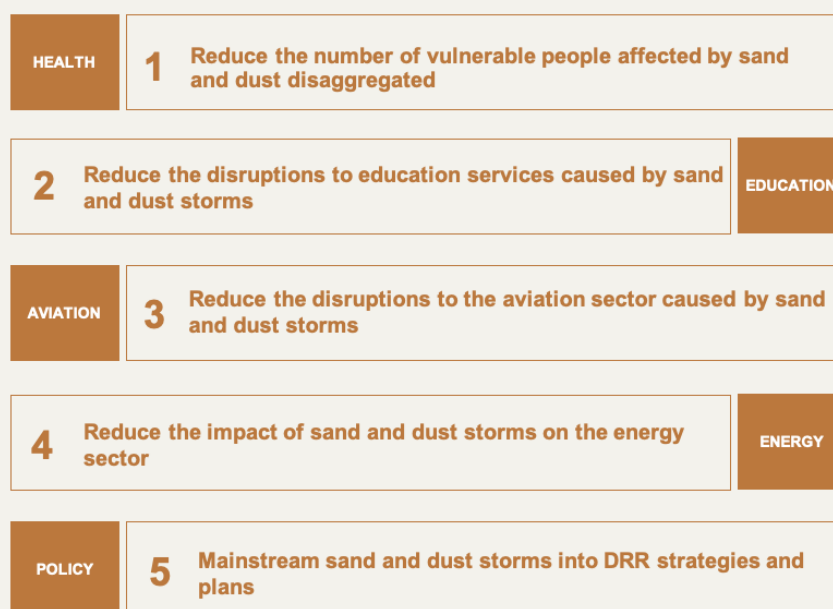 HEALTH
1
Reduce the number of vulnerable people affected by sand
and dust disaggregated
2
Reduce the disruptions to education services caused by sand
and dust storms
EDUCATION
AVIATION
3
Reduce the disruptions to the aviation sector caused by sand
and dust storms
4
Reduce the impact of sand and dust storms on the energy
sector
ENERGY
POLICY
5
Mainstream sand and dust storms into DRR strategies and
plans